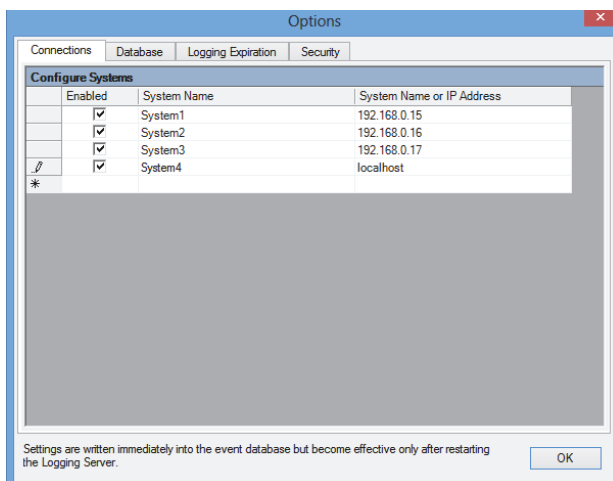 Options
Connections Database Logging Expiration Security
Configure Systems
Enabled System Name System Name or IP Address
System1 192.168.0.15
System2 192.168.0.16
System3 192.168.0.17
System4 localhost
Settings are written immediately into the event database but become effective only after restarting
the Logging Server.
OK